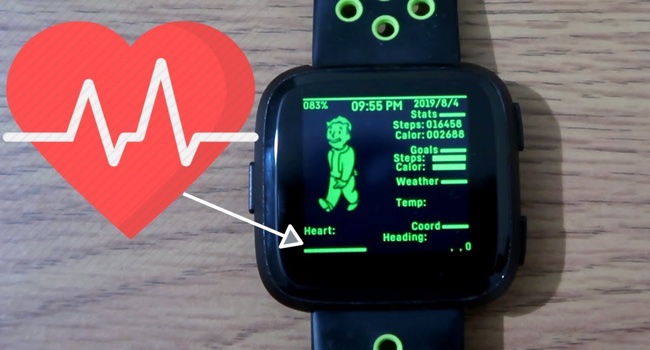 083% 09:55 PM 2019/8/4
Stats
Steps: 016458
Calor: 002688
Goals
Steps:
Calor:
Weather
Temp:
Heart:
Coord
Heading:
. . 0